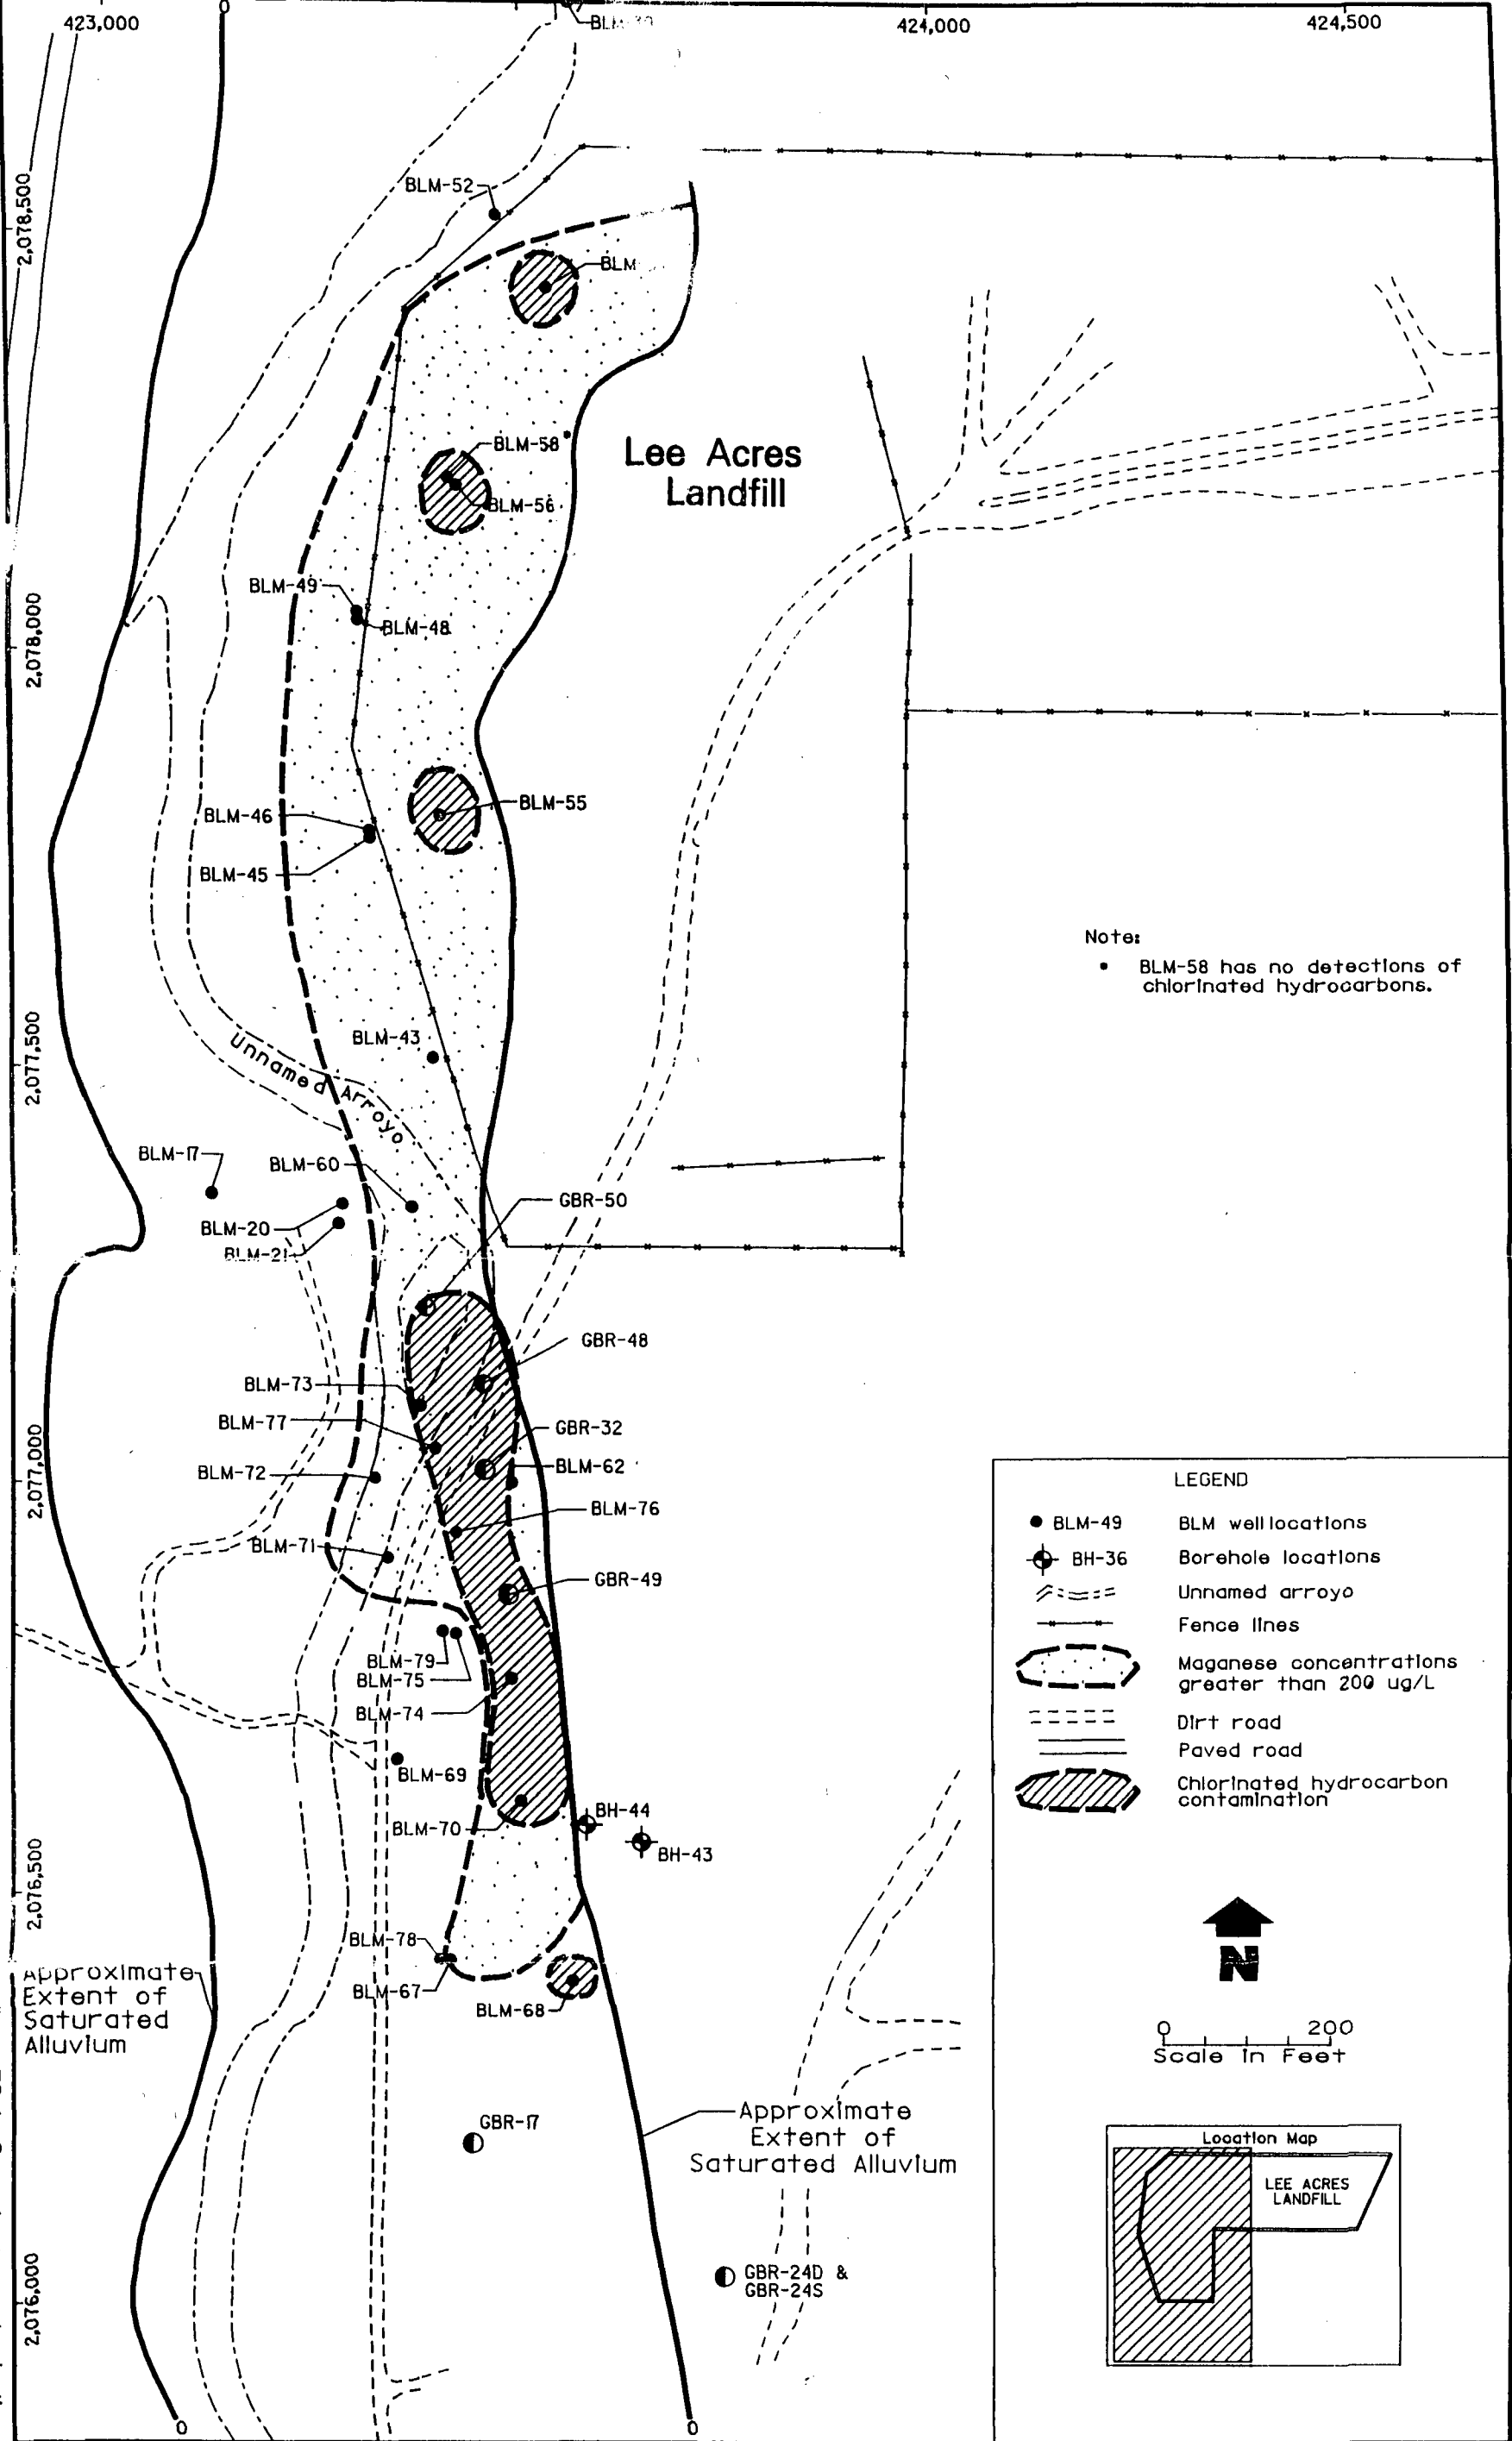 423,000
0
424,000
424,500
2,078,500
BLM-52
BLM
BLM-58
BLM-56
Lee Acres
Landfill
BLM-49
BLM-48
2,078,000
BLM-46
BLM-55
BLM-45
Note:
• BLM-58 has no detections of
chlorinated hydrocarbons.
BLM-43
2,077,500
Unnamed Arroyo
BLM-17
BLM-60
GBR-50
BLM-20
BLM-21
GBR-48
BLM-73
BLM-77
GBR-32
BLM-62
BLM-72
2,077,000
BLM-76
BLM-71
GBR-49
BLM-79
BLM-75
BLM-74
BLM-69
BLM-70
BH-44
BH-43
2,076,500
BLM-78
BLM-67
BLM-68
Approximate
Extent of
Saturated
Alluvium
GBR-17
Approximate
Extent of
Saturated Alluvium
GBR-24D &
GBR-24S
2,076,000
0
0
LEGEND
BLM-49 BLM well locations
BH-36 Borehole locations
Unnamed arroyo
Fence lines
Maganese concentrations
greater than 200 ug/L
Dirt road
Paved road
Chlorinated hydrocarbon
contamination
N
0 200
Scale in Feet
Location Map
LEE ACRES
LANDFILL